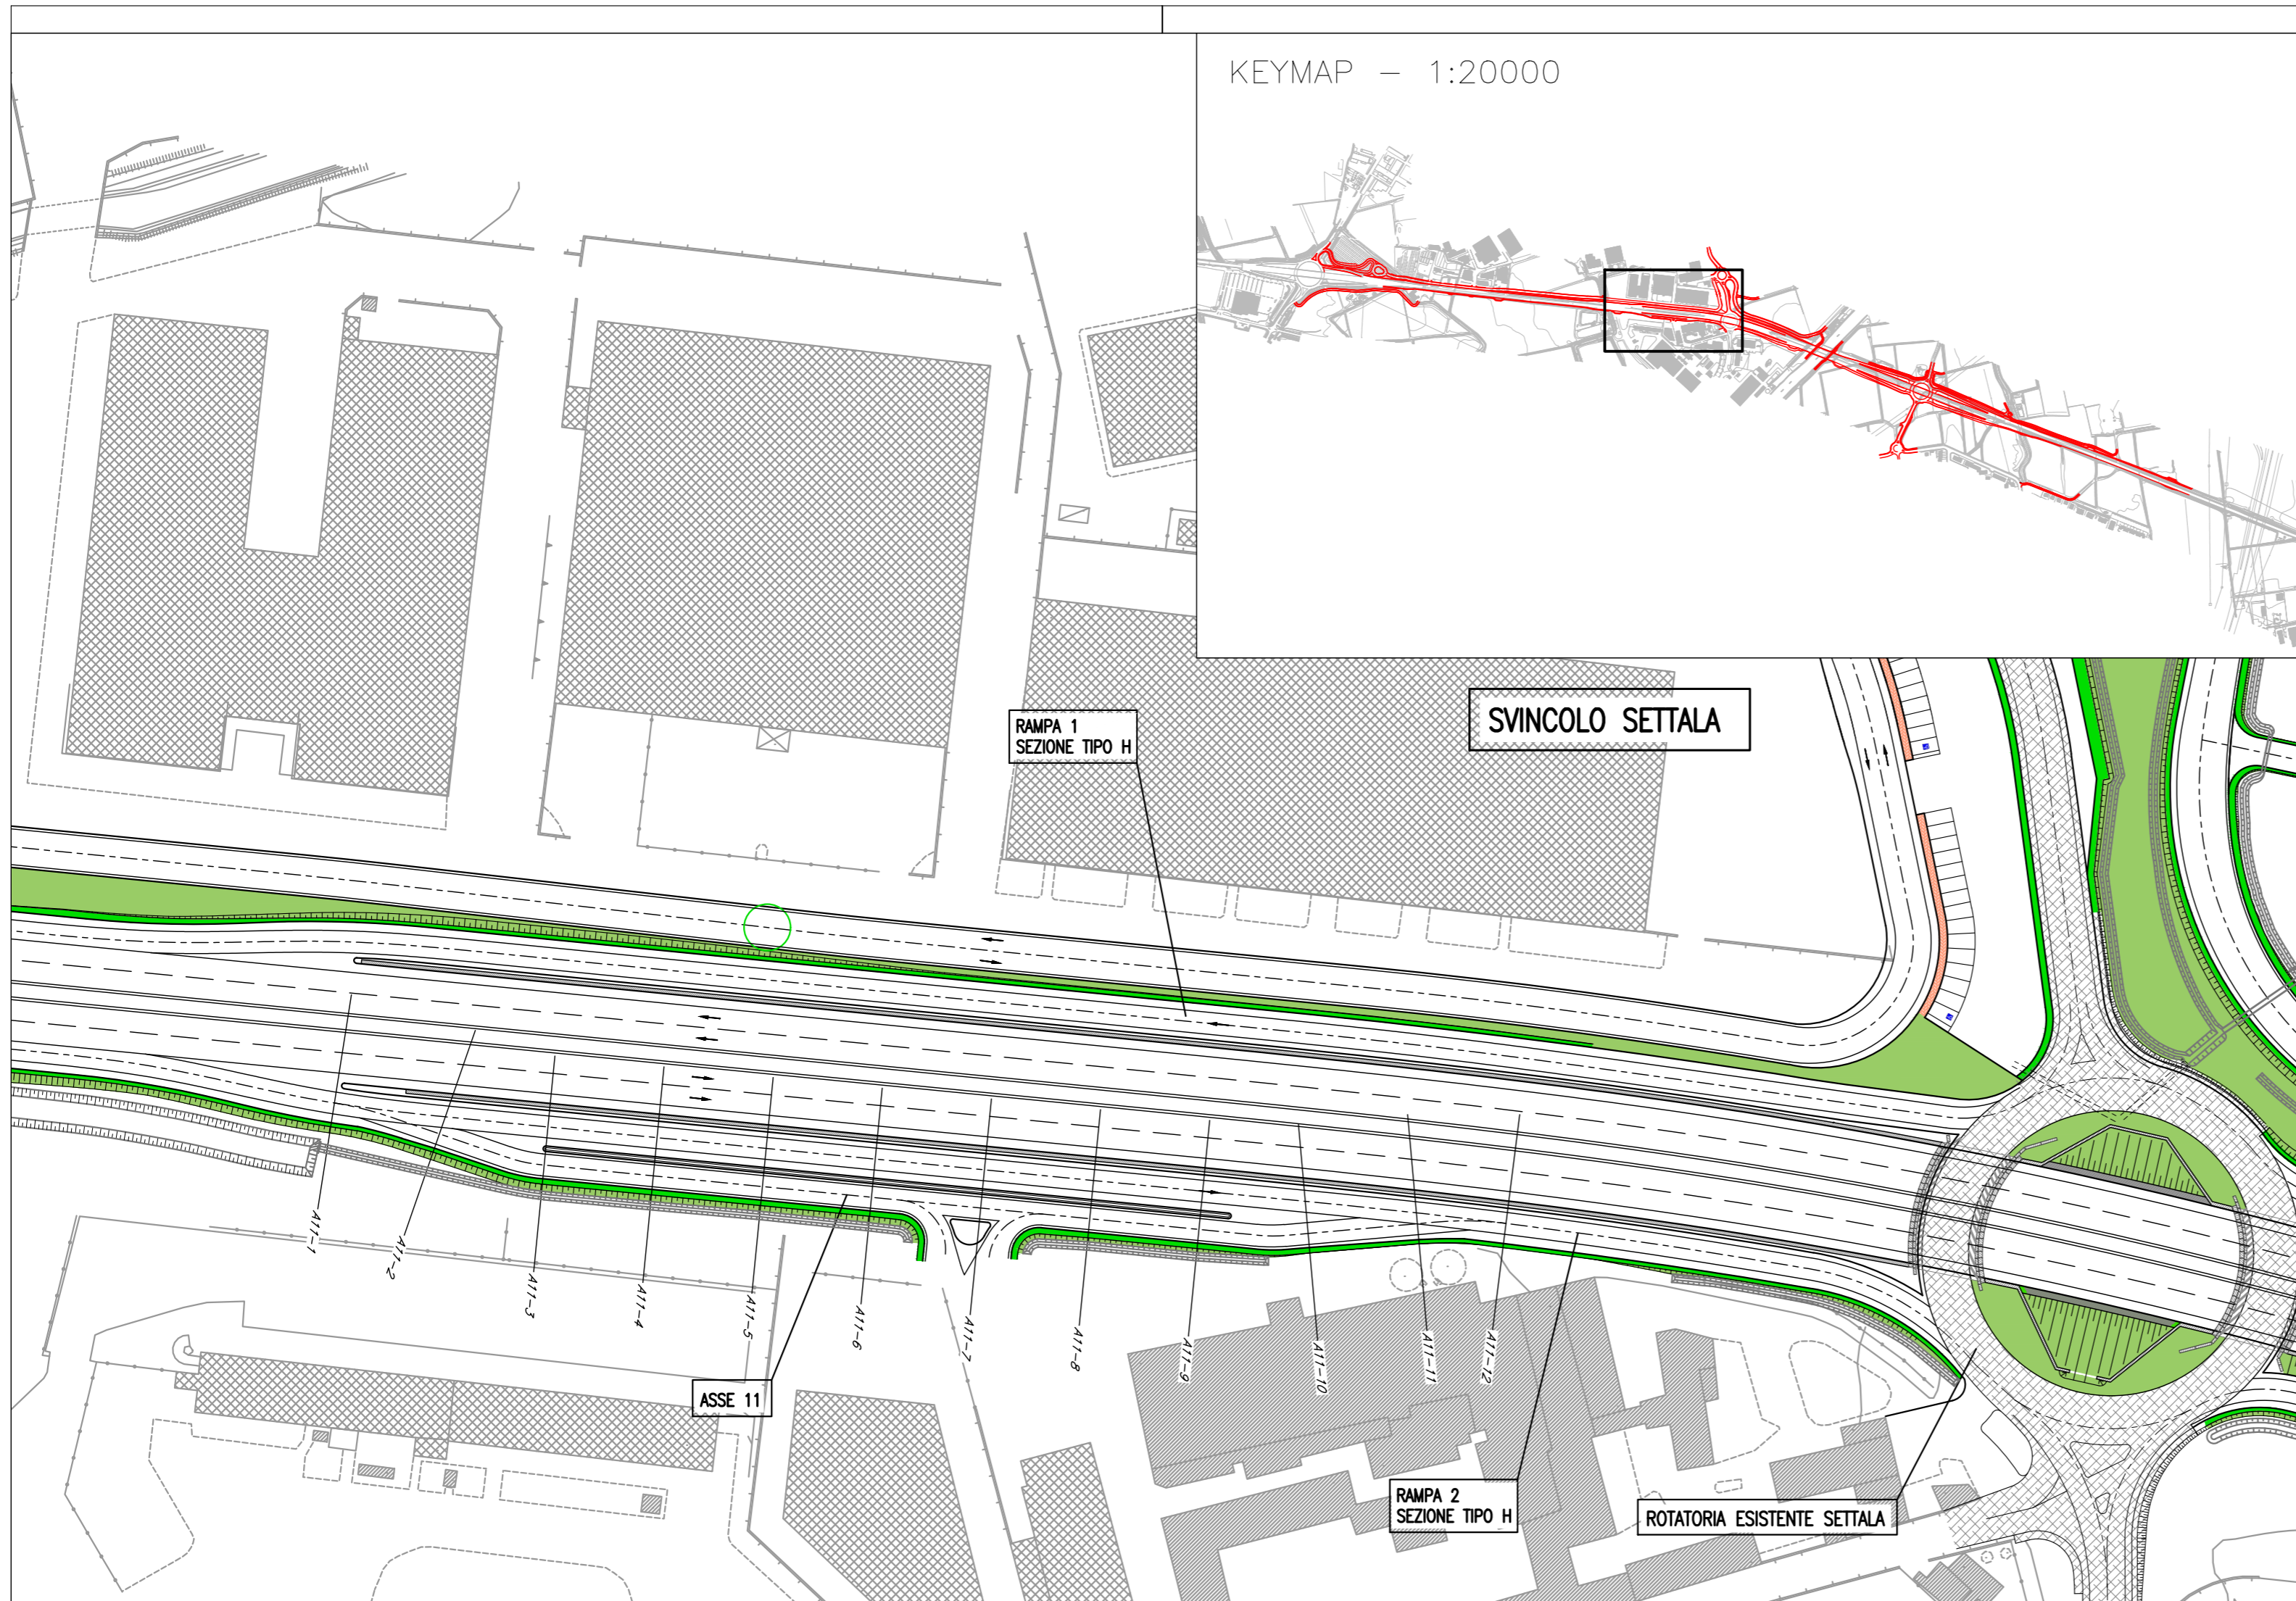 KEYMAP – 1:20000
SVINCOLO SETTALA
RAMPA 1
SEZIONE TIPO H
A11-1
A11-2
A11-3
A11-4
A11-5
A11-6
A11-7
A11-8
A11-9
A11-10
A11-11
A11-12
ASSE 11
RAMPA 2
SEZIONE TIPO H
ROTATORIA ESISTENTE SETTALA